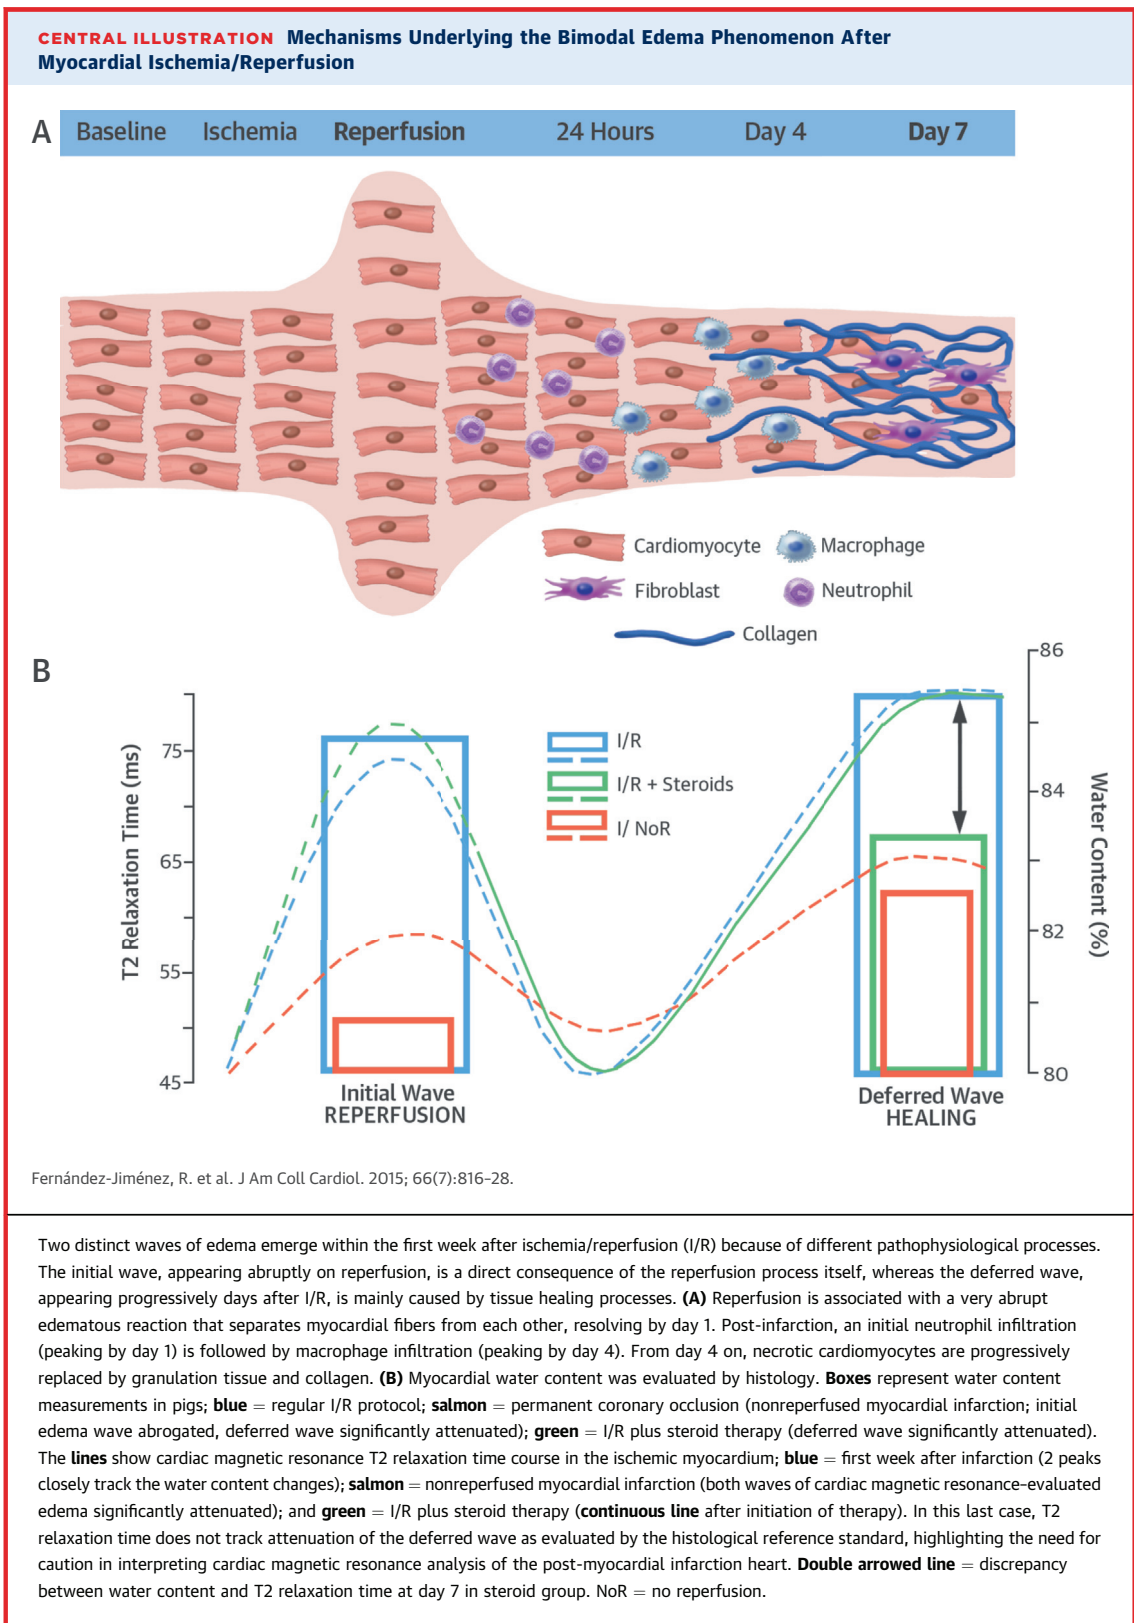 CENTRAL ILLUSTRATION Mechanisms Underlying the Bimodal Edema Phenomenon After
Myocardial Ischemia/Reperfusion
A
Baseline Ischemia Reperfusion 24 Hours Day 4 Day 7
Cardiomyocyte Macrophage
Fibroblast Neutrophil
Collagen
B
T2 Relaxation Time (ms)
75
65
55
45
I/R
I/R + Steroids
I/ NoR
86
84
82
80
Water Content (%)
Initial Wave
REPERFUSION
Deferred Wave
HEALING
Fernández-Jiménez, R. et al. J Am Coll Cardiol. 2015; 66(7):816–28.
Two distinct waves of edema emerge within the first week after ischemia/reperfusion (I/R) because of different pathophysiological processes.
The initial wave, appearing abruptly on reperfusion, is a direct consequence of the reperfusion process itself, whereas the deferred wave,
appearing progressively days after I/R, is mainly caused by tissue healing processes. (A) Reperfusion is associated with a very abrupt
edematous reaction that separates myocardial fibers from each other, resolving by day 1. Post-infarction, an initial neutrophil infiltration
(peaking by day 1) is followed by macrophage infiltration (peaking by day 4). From day 4 on, necrotic cardiomyocytes are progressively
replaced by granulation tissue and collagen. (B) Myocardial water content was evaluated by histology. Boxes represent water content
measurements in pigs; blue = regular I/R protocol; salmon = permanent coronary occlusion (nonreperfused myocardial infarction; initial
edema wave abrogated, deferred wave significantly attenuated); green = I/R plus steroid therapy (deferred wave significantly attenuated).
The lines show cardiac magnetic resonance T2 relaxation time course in the ischemic myocardium; blue = first week after infarction (2 peaks
closely track the water content changes); salmon = nonreperfused myocardial infarction (both waves of cardiac magnetic resonance-evaluated
edema significantly attenuated); and green = I/R plus steroid therapy (continuous line after initiation of therapy). In this last case, T2
relaxation time does not track attenuation of the deferred wave as evaluated by the histological reference standard, highlighting the need for
caution in interpreting cardiac magnetic resonance analysis of the post-myocardial infarction heart. Double arrowed line = discrepancy
between water content and T2 relaxation time at day 7 in steroid group. NoR = no reperfusion.